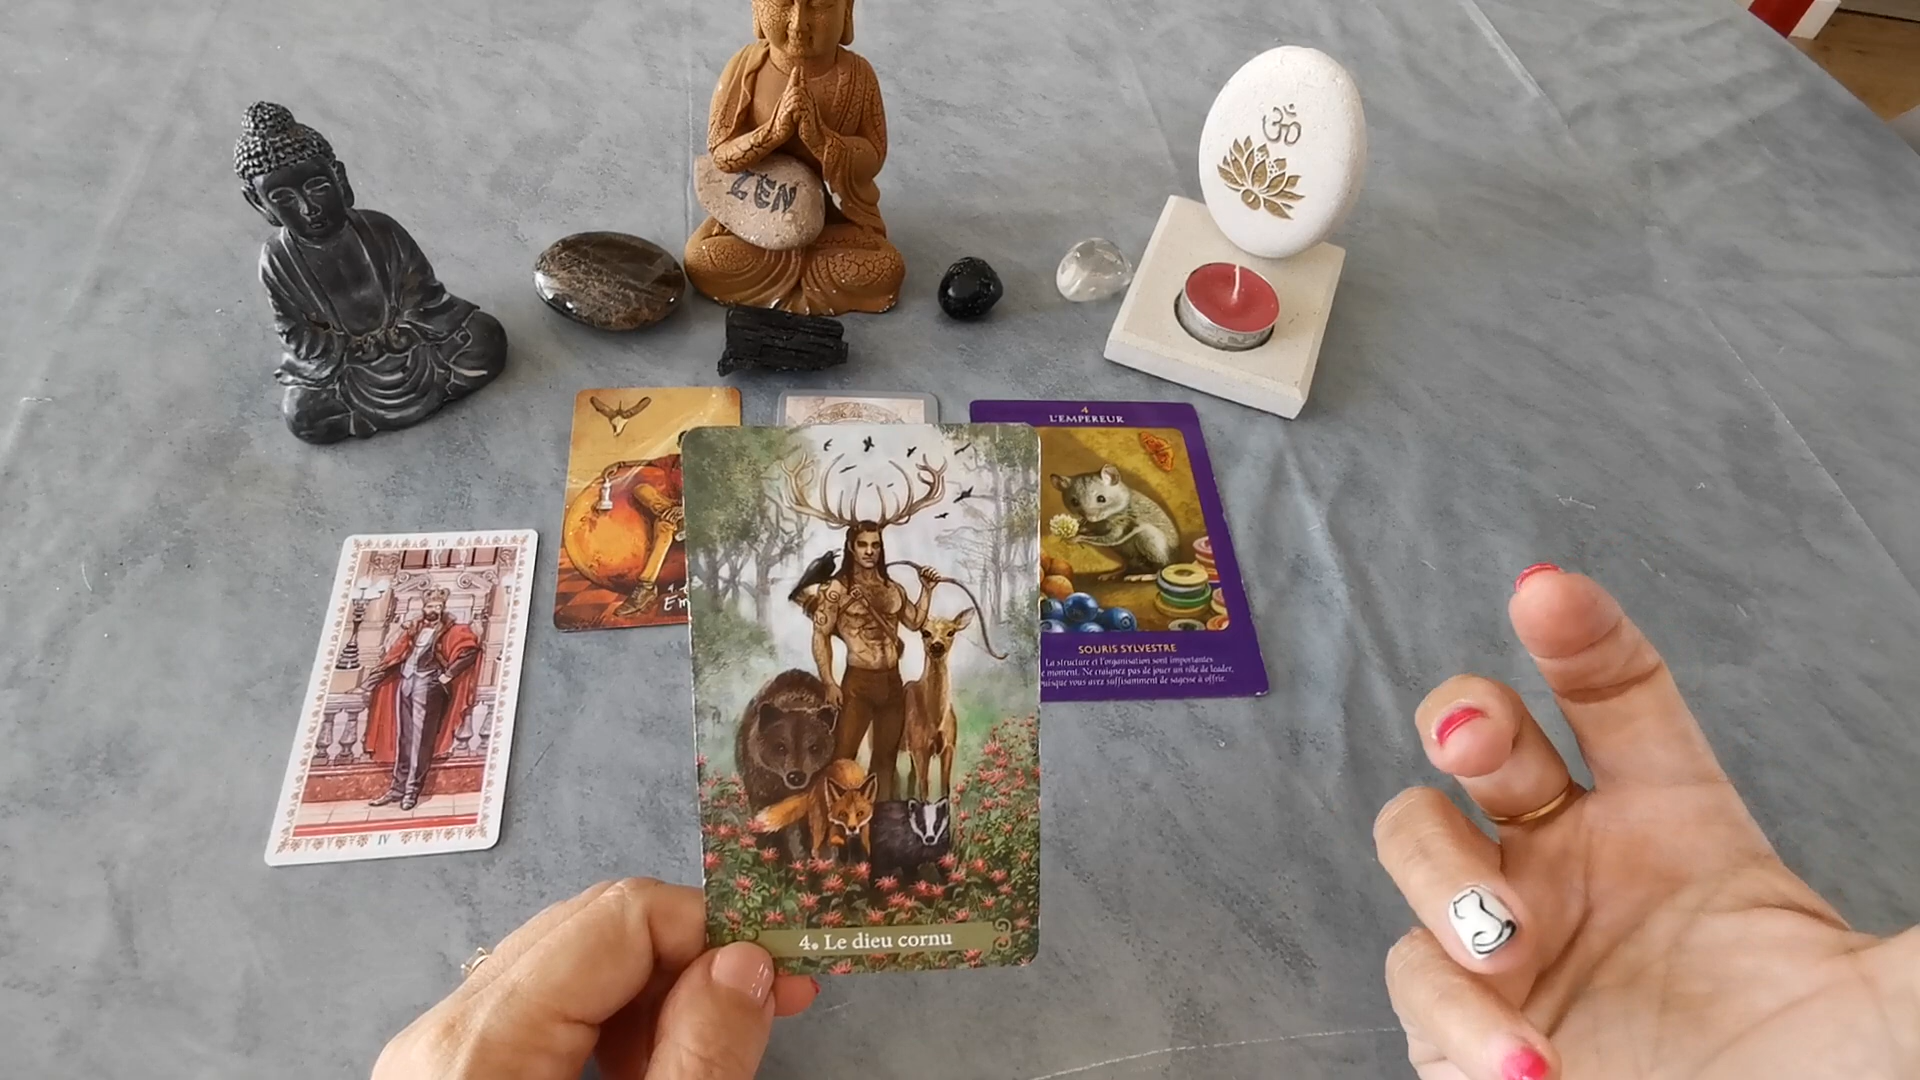 ZEN
ॐ
4
L'EMPEREUR
IV
SOURIS SYLVESTRE
La structure et l'organisation sont importantes
moment. Ne craignez pas de jouer un rôle de leader,
puisque vous avez suffisamment de sagesse à offrir.
IV
4. Le dieu cornu